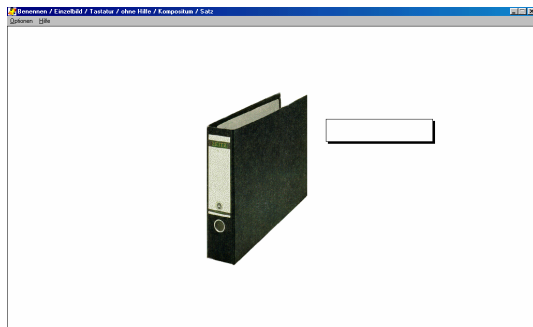 Benennen / Einzelbild / Tastatur / ohne Hilfe / Kompositum / Satz
Optionen Hilfe